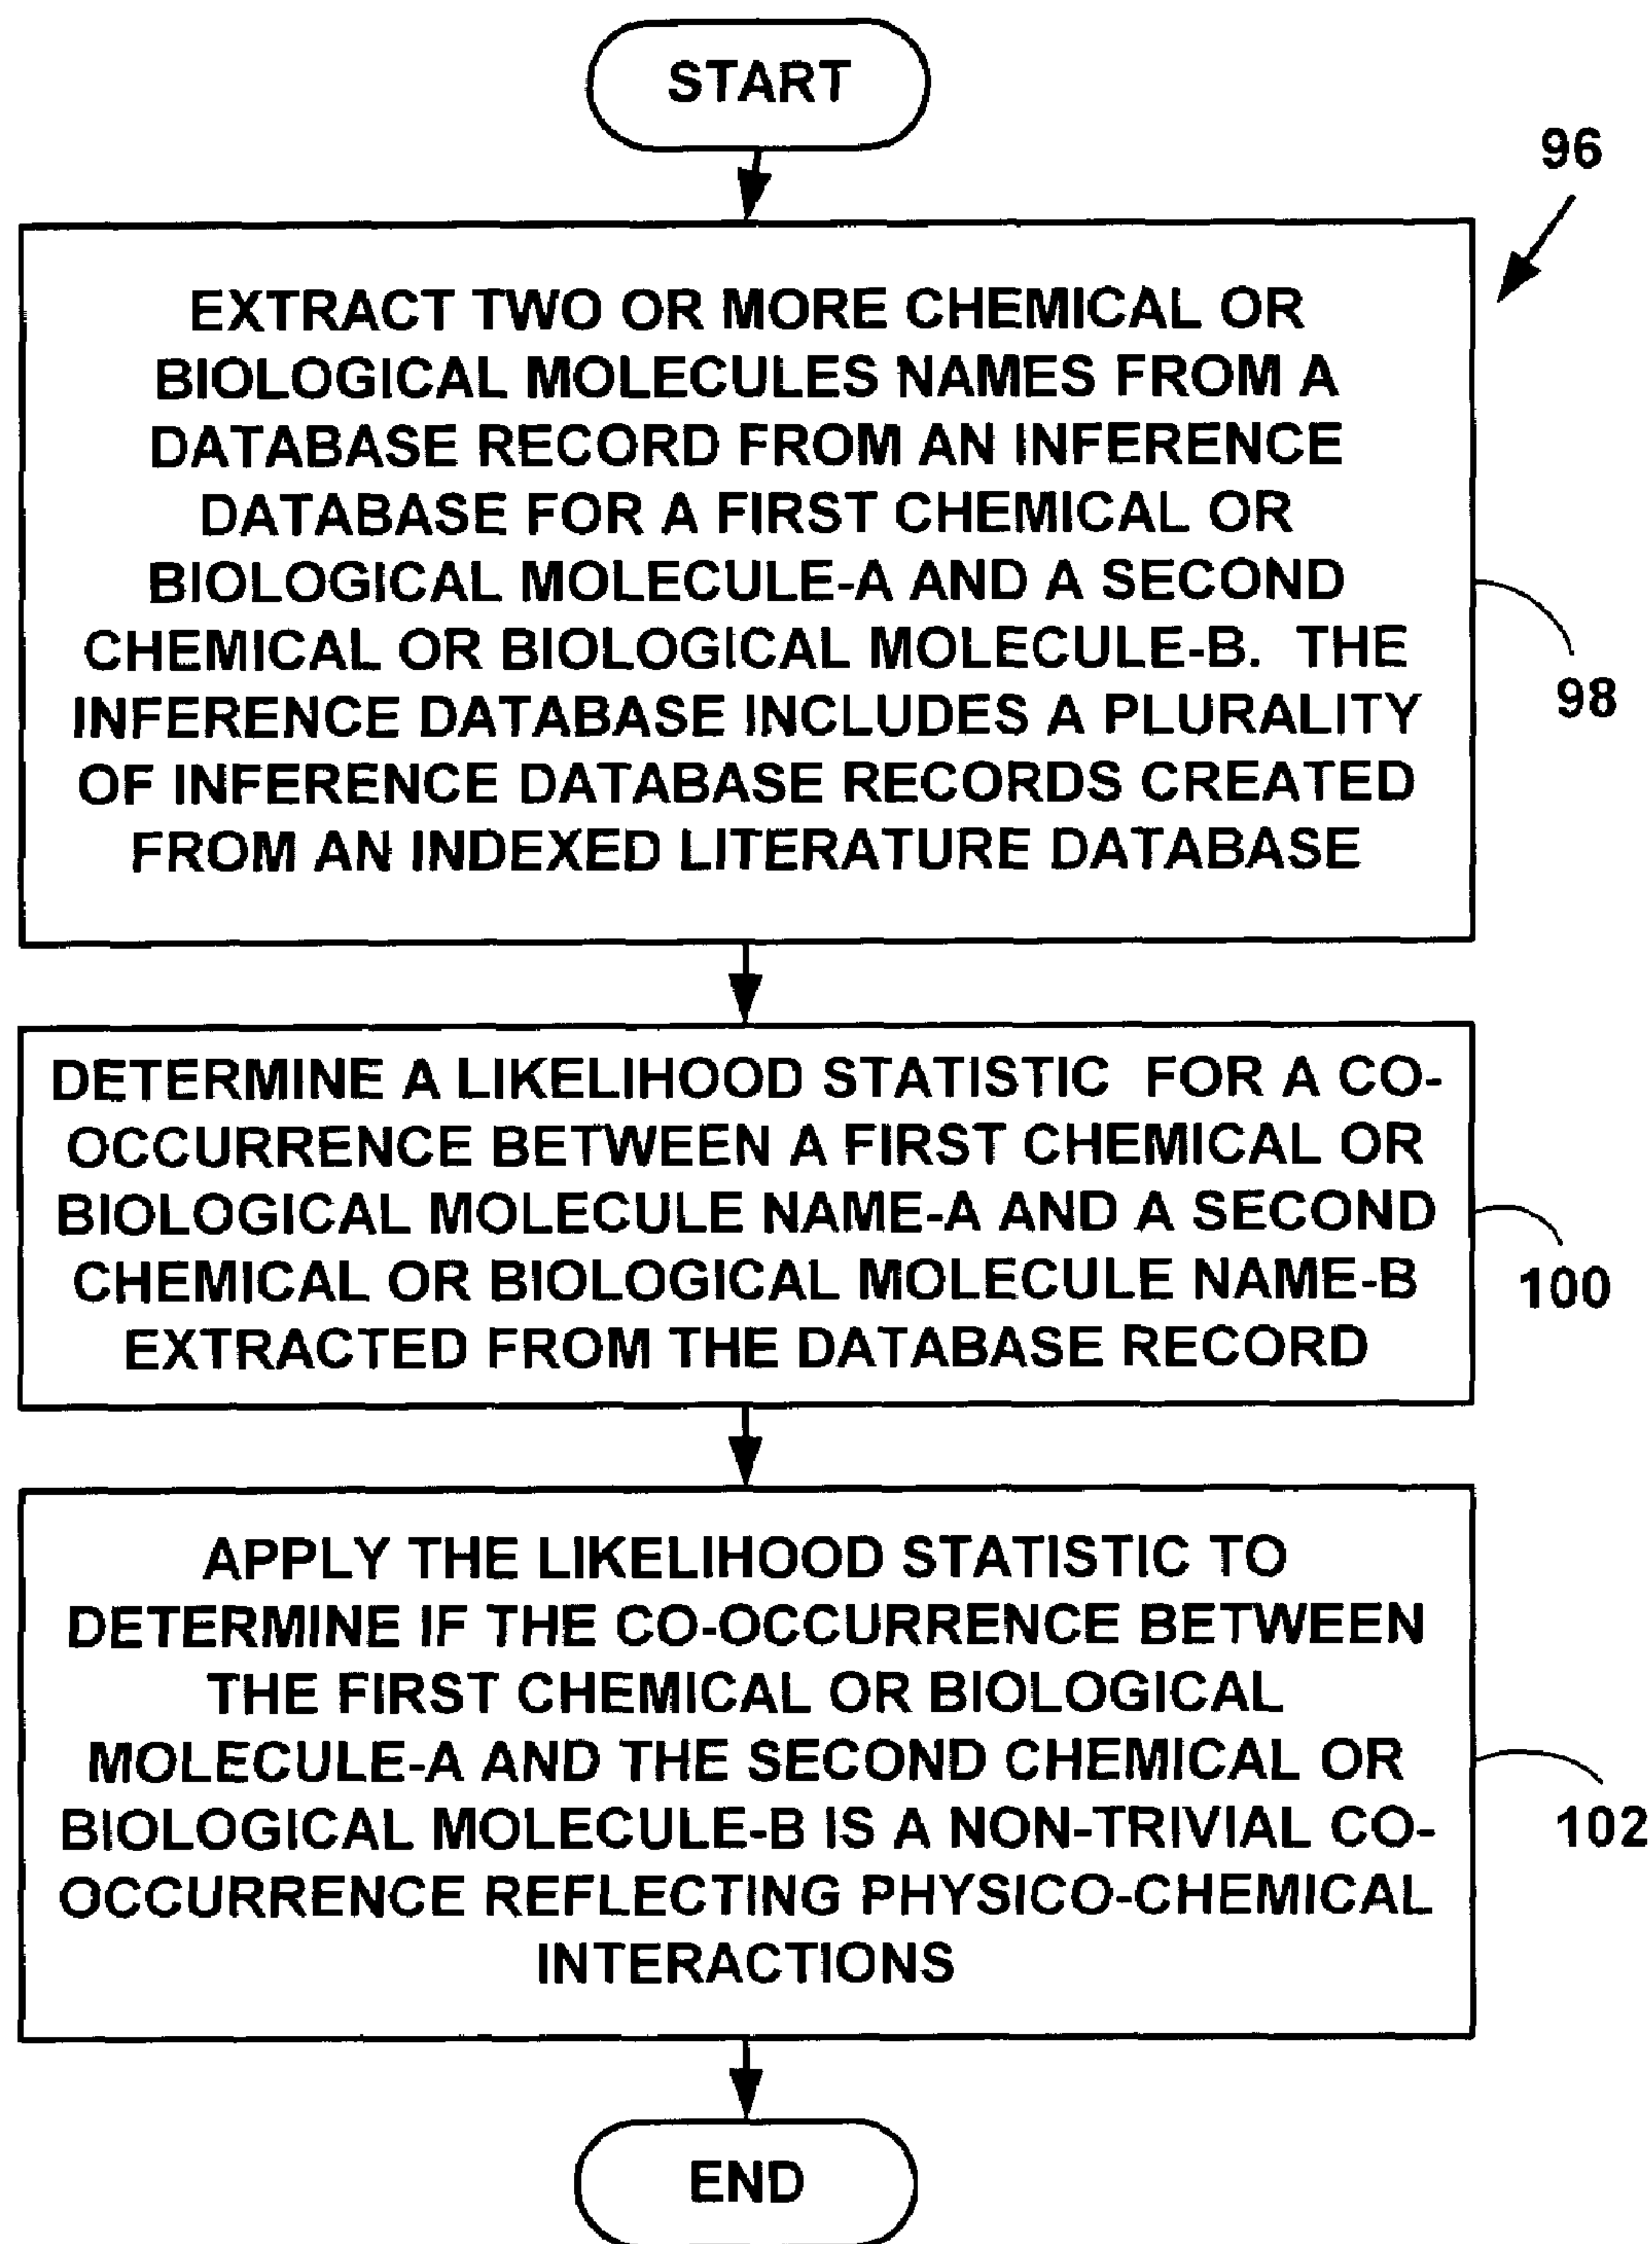 START
96
EXTRACT TWO OR MORE CHEMICAL OR
BIOLOGICAL MOLECULES NAMES FROM A
DATABASE RECORD FROM AN INFERENCE
DATABASE FOR A FIRST CHEMICAL OR
BIOLOGICAL MOLECULE-A AND A SECOND
CHEMICAL OR BIOLOGICAL MOLECULE-B. THE
INFERENCE DATABASE INCLUDES A PLURALITY
OF INFERENCE DATABASE RECORDS CREATED
FROM AN INDEXED LITERATURE DATABASE
98
DETERMINE A LIKELIHOOD STATISTIC FOR A CO-
OCCURRENCE BETWEEN A FIRST CHEMICAL OR
BIOLOGICAL MOLECULE NAME-A AND A SECOND
CHEMICAL OR BIOLOGICAL MOLECULE NAME-B
EXTRACTED FROM THE DATABASE RECORD
100
APPLY THE LIKELIHOOD STATISTIC TO
DETERMINE IF THE CO-OCCURRENCE BETWEEN
THE FIRST CHEMICAL OR BIOLOGICAL
MOLECULE-A AND THE SECOND CHEMICAL OR
BIOLOGICAL MOLECULE-B IS A NON-TRIVIAL CO-
OCCURRENCE REFLECTING PHYSICO-CHEMICAL
INTERACTIONS
102
END